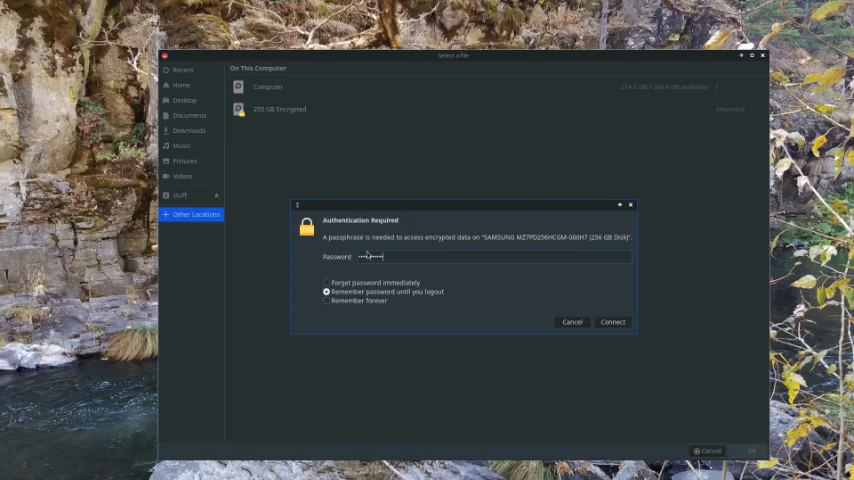 Select a File
Recent
Home
Desktop
Documents
Downloads
Music
Pictures
Videos
stuff
Other Locations
On This Computer
Computer
available
255 GB Encrypted
Authentication Required
A passphrase is needed to access encrypted data on "SAMSUNG MZ7PD256HCGM-000H7 (256 GB Disk)".
Password:
Forget password immediately
Remember password until you logout
Remember forever
Cancel
Connect
Cancel
OK